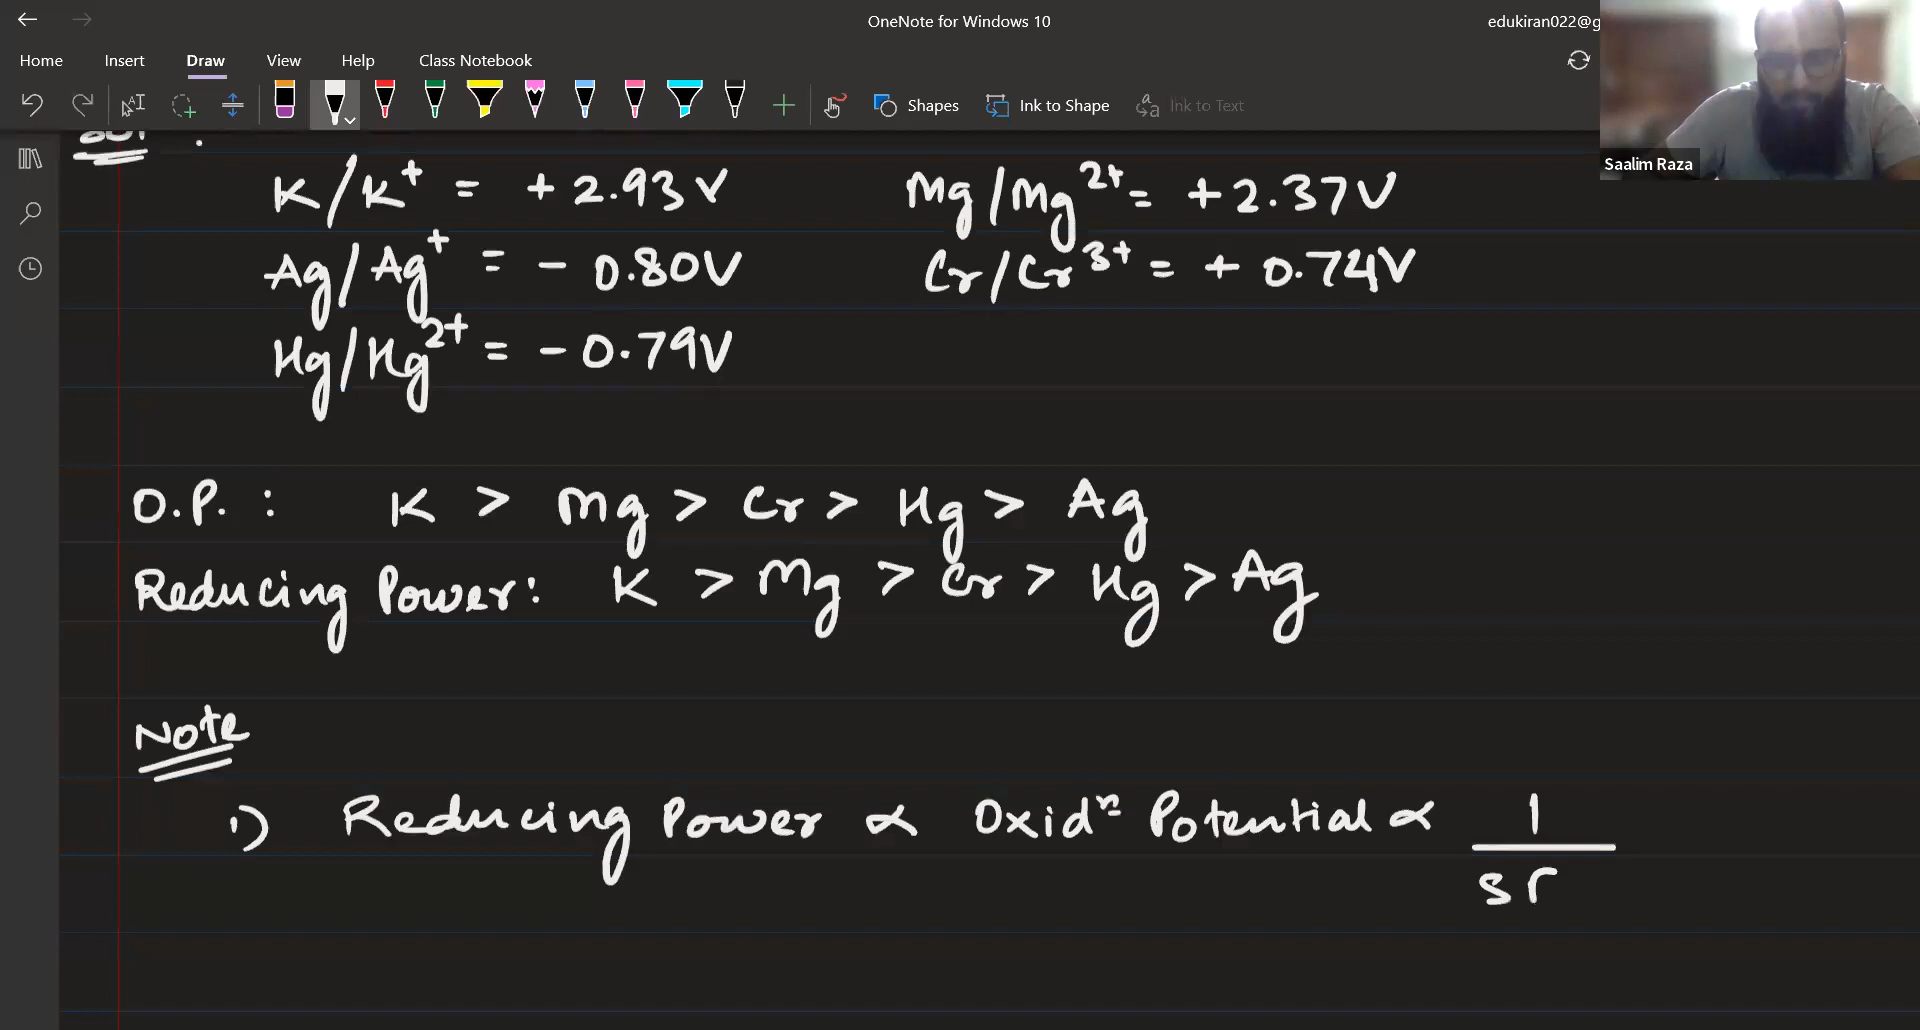 OneNote for Windows 10
edukiran022@g
Home Insert Draw View Help Class Notebook
Shapes Ink to Shape Ink to Text
Saalim Raza
K/K⁺ = + 2.93V Mg/Mg²⁺ = +2.37V
Ag/Ag⁺ = - 0.80V Cr/Cr³⁺ = + 0.74V
Hg/Hg²⁺ = - 0.79V
O.P. : K > Mg > Cr > Hg > Ag
Reducing Power: K > Mg > Cr > Hg > Ag
Note
1) Reducing Power ∝ Oxidⁿ Potential ∝ 1
sr